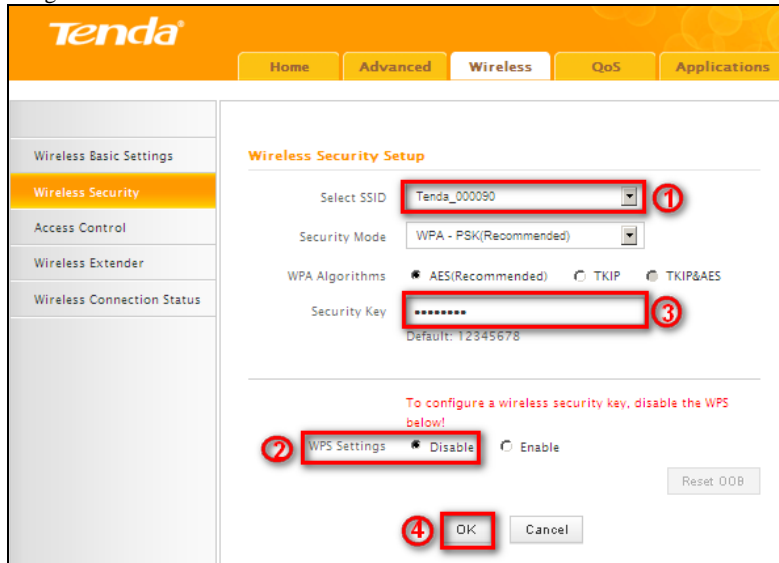 Tenda®
Home Advanced Wireless QoS Applications
Wireless Basic Settings
Wireless Security
Access Control
Wireless Extender
Wireless Connection Status
Wireless Security Setup
Select SSID Tenda_000090 ①
Security Mode WPA - PSK(Recommended)
WPA Algorithms AES(Recommended) TKIP TKIP&AES
Security Key •••••••• ③
Default: 12345678
To configure a wireless security key, disable the WPS
below!
② WPS Settings Disable Enable
Reset OOB
④ OK Cancel